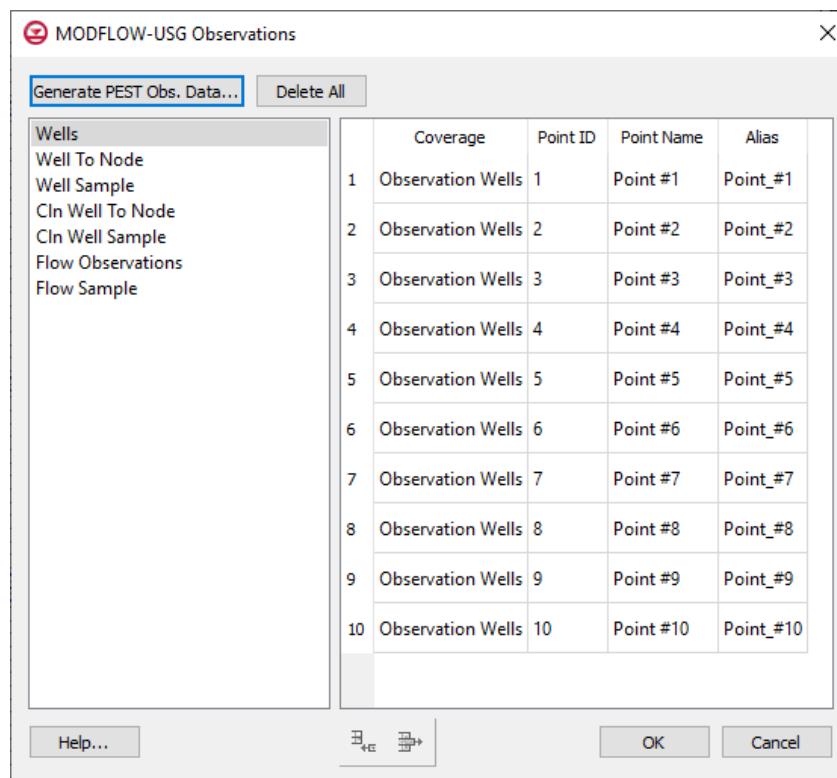 MODFLOW-USG Observations
Generate PEST Obs. Data... Delete All
Wells
Well To Node
Well Sample
Cln Well To Node
Cln Well Sample
Flow Observations
Flow Sample
Coverage Point ID Point Name Alias
1 Observation Wells 1 Point #1 Point_#1
2 Observation Wells 2 Point #2 Point_#2
3 Observation Wells 3 Point #3 Point_#3
4 Observation Wells 4 Point #4 Point_#4
5 Observation Wells 5 Point #5 Point_#5
6 Observation Wells 6 Point #6 Point_#6
7 Observation Wells 7 Point #7 Point_#7
8 Observation Wells 8 Point #8 Point_#8
9 Observation Wells 9 Point #9 Point_#9
10 Observation Wells 10 Point #10 Point_#10
Help... OK Cancel